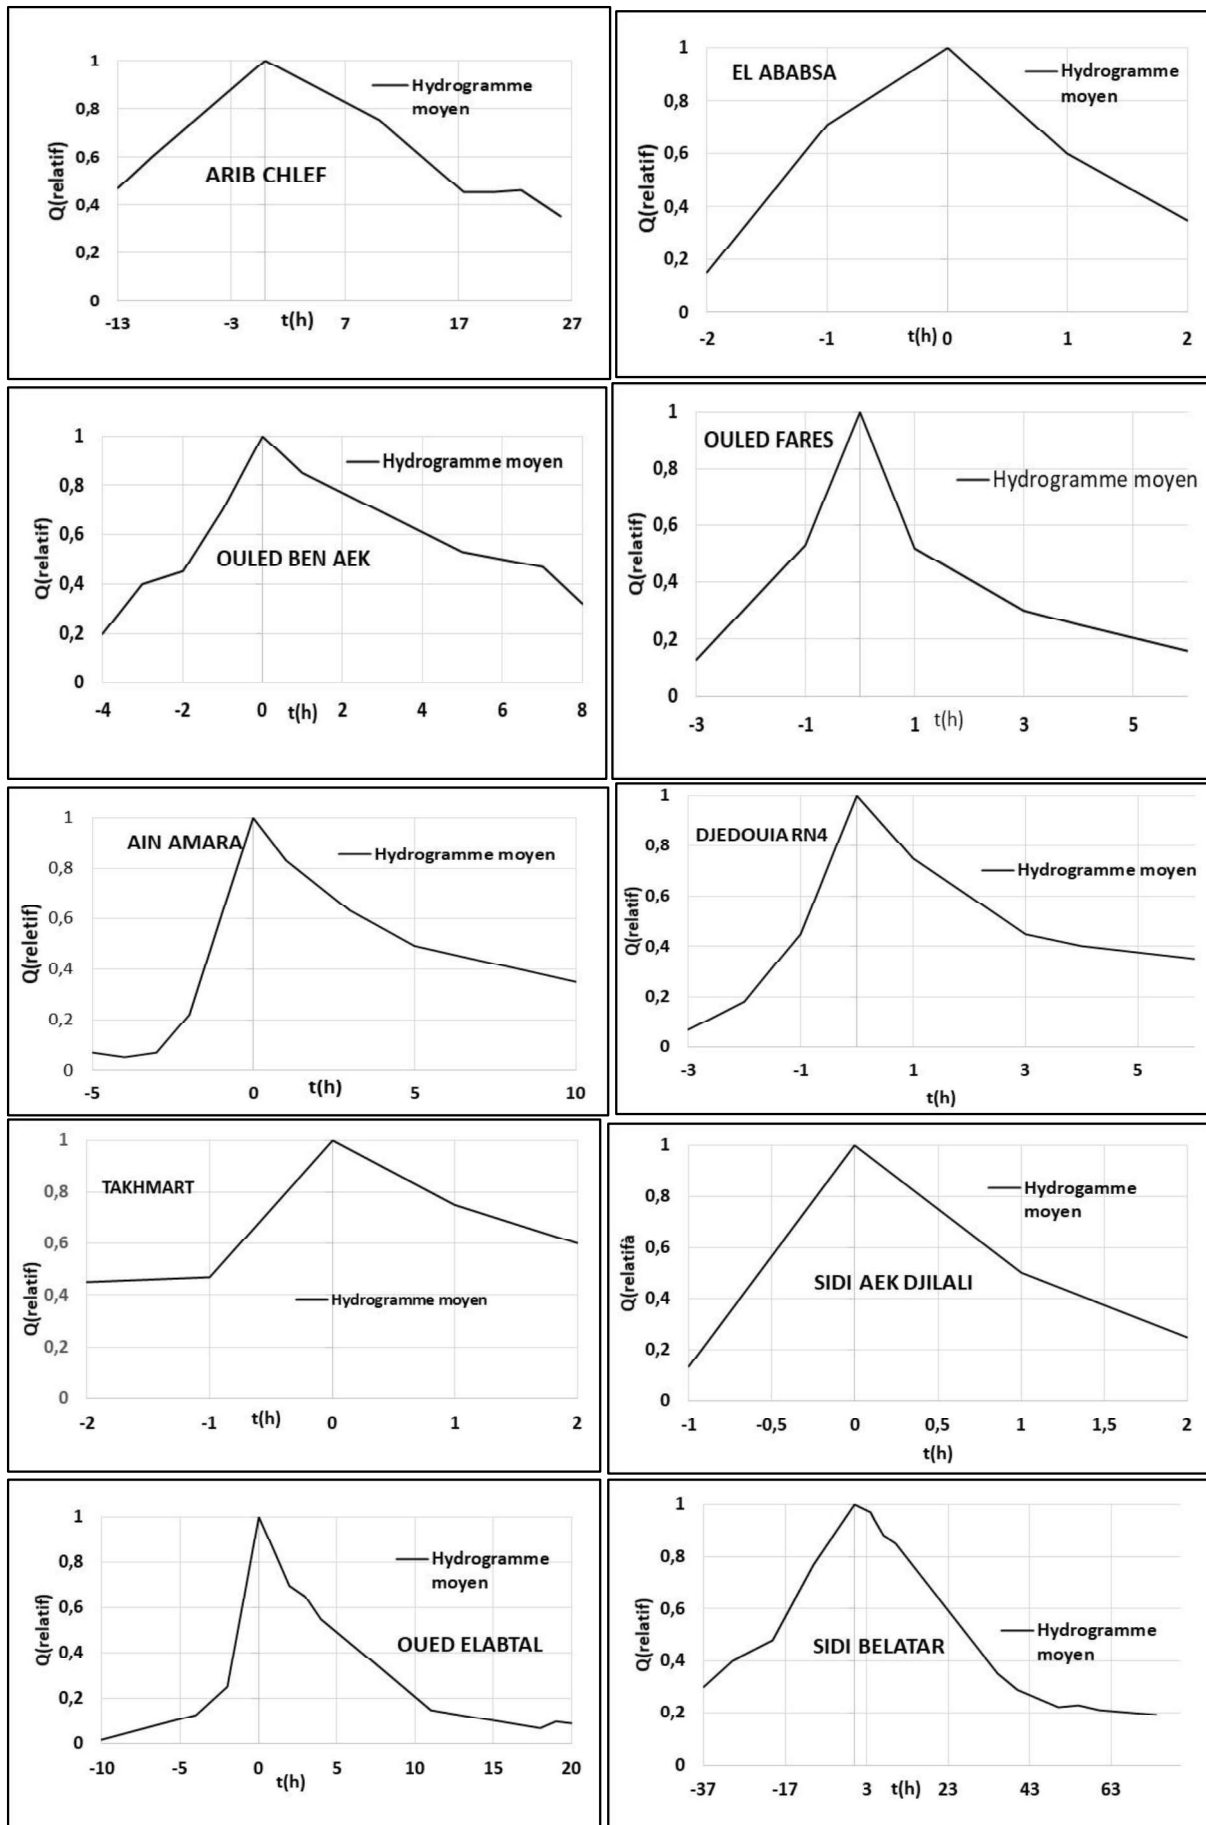 1
0,8
0,6
0,4
0,2
0
Q(relatif)
ARIB CHLEF
Hydrogramme
moyen
-13
-3
t(h)
7
17
27
1
0,8
0,6
0,4
0,2
0
Q(relatif)
EL ABABSA
Hydrogramme
moyen
-2
-1
t(h)
0
1
2
1
0,8
0,6
0,4
0,2
0
Q(relatif)
Hydrogramme moyen
OULED BEN AEK
-4
-2
0
t(h)
2
4
6
8
1
0,8
0,6
0,4
0,2
0
Q(relatif)
OULED FARES
Hydrogramme moyen
-3
-1
1
t(h)
3
5
1
0,8
0,6
0,4
0,2
0
Q(reletif)
AIN AMARA
Hydrogramme moyen
-5
0
t(h)
5
10
1
0,8
0,6
0,4
0,2
0
Q(relatif)
DJEDOUIA RN4
Hydrogramme moyen
-3
-1
1
3
5
t(h)
1
0,8
0,6
0,4
0,2
0
Q(relatif)
TAKHMART
Hydrogramme moyen
-2
-1
t(h)
0
1
2
1
0,8
0,6
0,4
0,2
0
Q(relatifà
Hydrogamme
moyen
SIDI AEK DJILALI
-1
-0,5
0
0,5
1
1,5
2
t(h)
1
0,8
0,6
0,4
0,2
0
Q(relatif)
Hydrogramme
moyen
OUED ELABTAL
-10
-5
0
5
10
15
20
t(h)
1
0,8
0,6
0,4
0,2
0
Q(relatif)
Hydrogramme
moyen
SIDI BELATAR
-37
-17
3
t(h)
23
43
63